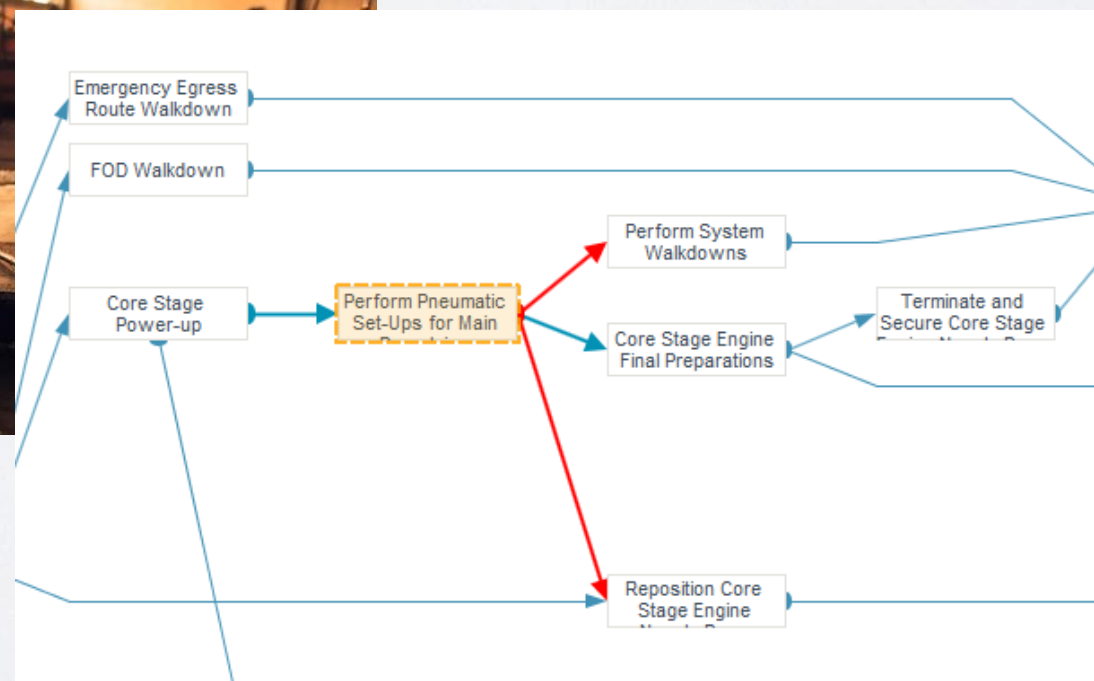 Emergency Egress
Route Walkdown
FOD Walkdown
Perform System
Walkdowns
Core Stage
Power-up
Perform Pneumatic
Set-Ups for Main
Core Stage Engine
Final Preparations
Terminate and
Secure Core Stage
Reposition Core
Stage Engine